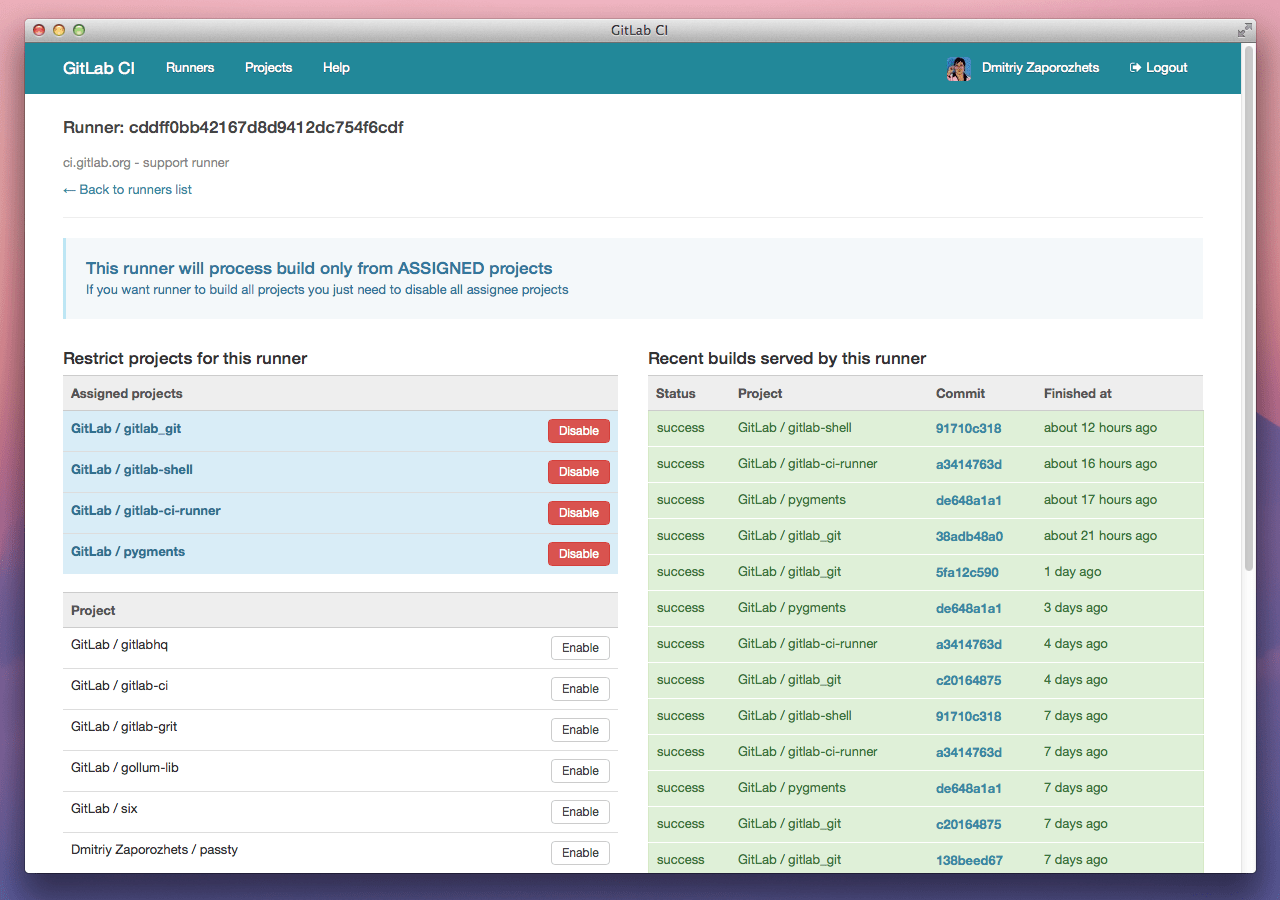 GitLab CI
GitLab CI Runners Projects Help Dmitriy Zaporozhets Logout
Runner: cddff0bb42167d8d9412dc754f6cdf
ci.gitlab.org - support runner
← Back to runners list
This runner will process build only from ASSIGNED projects
If you want runner to build all projects you just need to disable all assignee projects
Restrict projects for this runner
Assigned projects
GitLab / gitlab_git Disable
GitLab / gitlab-shell Disable
GitLab / gitlab-ci-runner Disable
GitLab / pygments Disable
Project
GitLab / gitlabhq Enable
GitLab / gitlab-ci Enable
GitLab / gitlab-grit Enable
GitLab / gollum-lib Enable
GitLab / six Enable
Dmitriy Zaporozhets / passty Enable
Recent builds served by this runner
Status Project Commit Finished at
success GitLab / gitlab-shell 91710c318 about 12 hours ago
success GitLab / gitlab-ci-runner a3414763d about 16 hours ago
success GitLab / pygments de648a1a1 about 17 hours ago
success GitLab / gitlab_git 38adb48a0 about 21 hours ago
success GitLab / gitlab_git 5fa12c590 1 day ago
success GitLab / pygments de648a1a1 3 days ago
success GitLab / gitlab-ci-runner a3414763d 4 days ago
success GitLab / gitlab_git c20164875 4 days ago
success GitLab / gitlab-shell 91710c318 7 days ago
success GitLab / gitlab-ci-runner a3414763d 7 days ago
success GitLab / pygments de648a1a1 7 days ago
success GitLab / gitlab_git c20164875 7 days ago
success GitLab / gitlab_git 138beed67 7 days ago